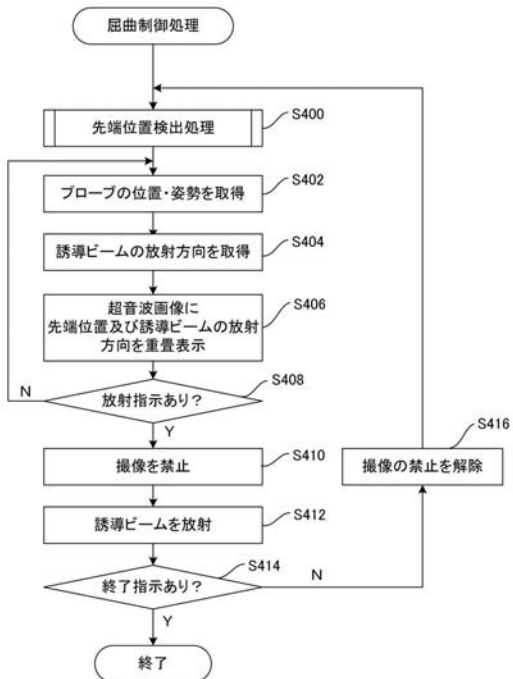 屈曲制御処理
先端位置検出処理
S400
プローブの位置・姿勢を取得
S402
誘導ビームの放射方向を取得
S404
超音波画像に
先端位置及び誘導ビームの放射
方向を重畳表示
S406
放射指示あり？
S408
N
Y
撮像を禁止
S410
撮像の禁止を解除
S416
誘導ビームを放射
S412
終了指示あり？
S414
N
Y
終了